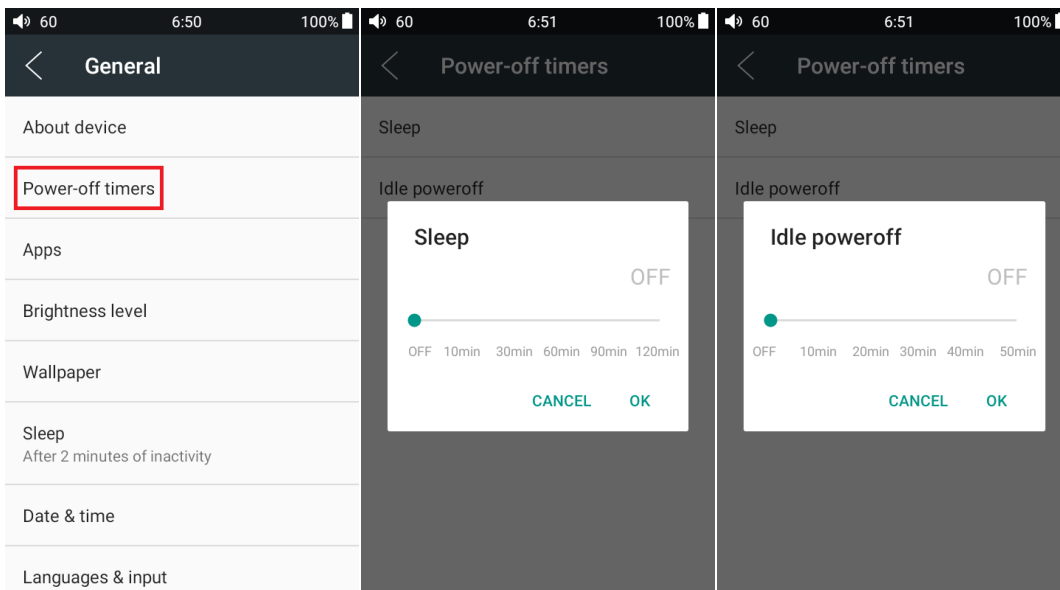 60 6:50 100%
General
About device
Power-off timers
Apps
Brightness level
Wallpaper
Sleep
After 2 minutes of inactivity
Date & time
Languages & input
60 6:51 100%
Power-off timers
Sleep
Idle poweroff
Sleep
OFF
OFF 10min 30min 60min 90min 120min
CANCEL OK
60 6:51 100%
Power-off timers
Sleep
Idle poweroff
Idle poweroff
OFF
OFF 10min 20min 30min 40min 50min
CANCEL OK